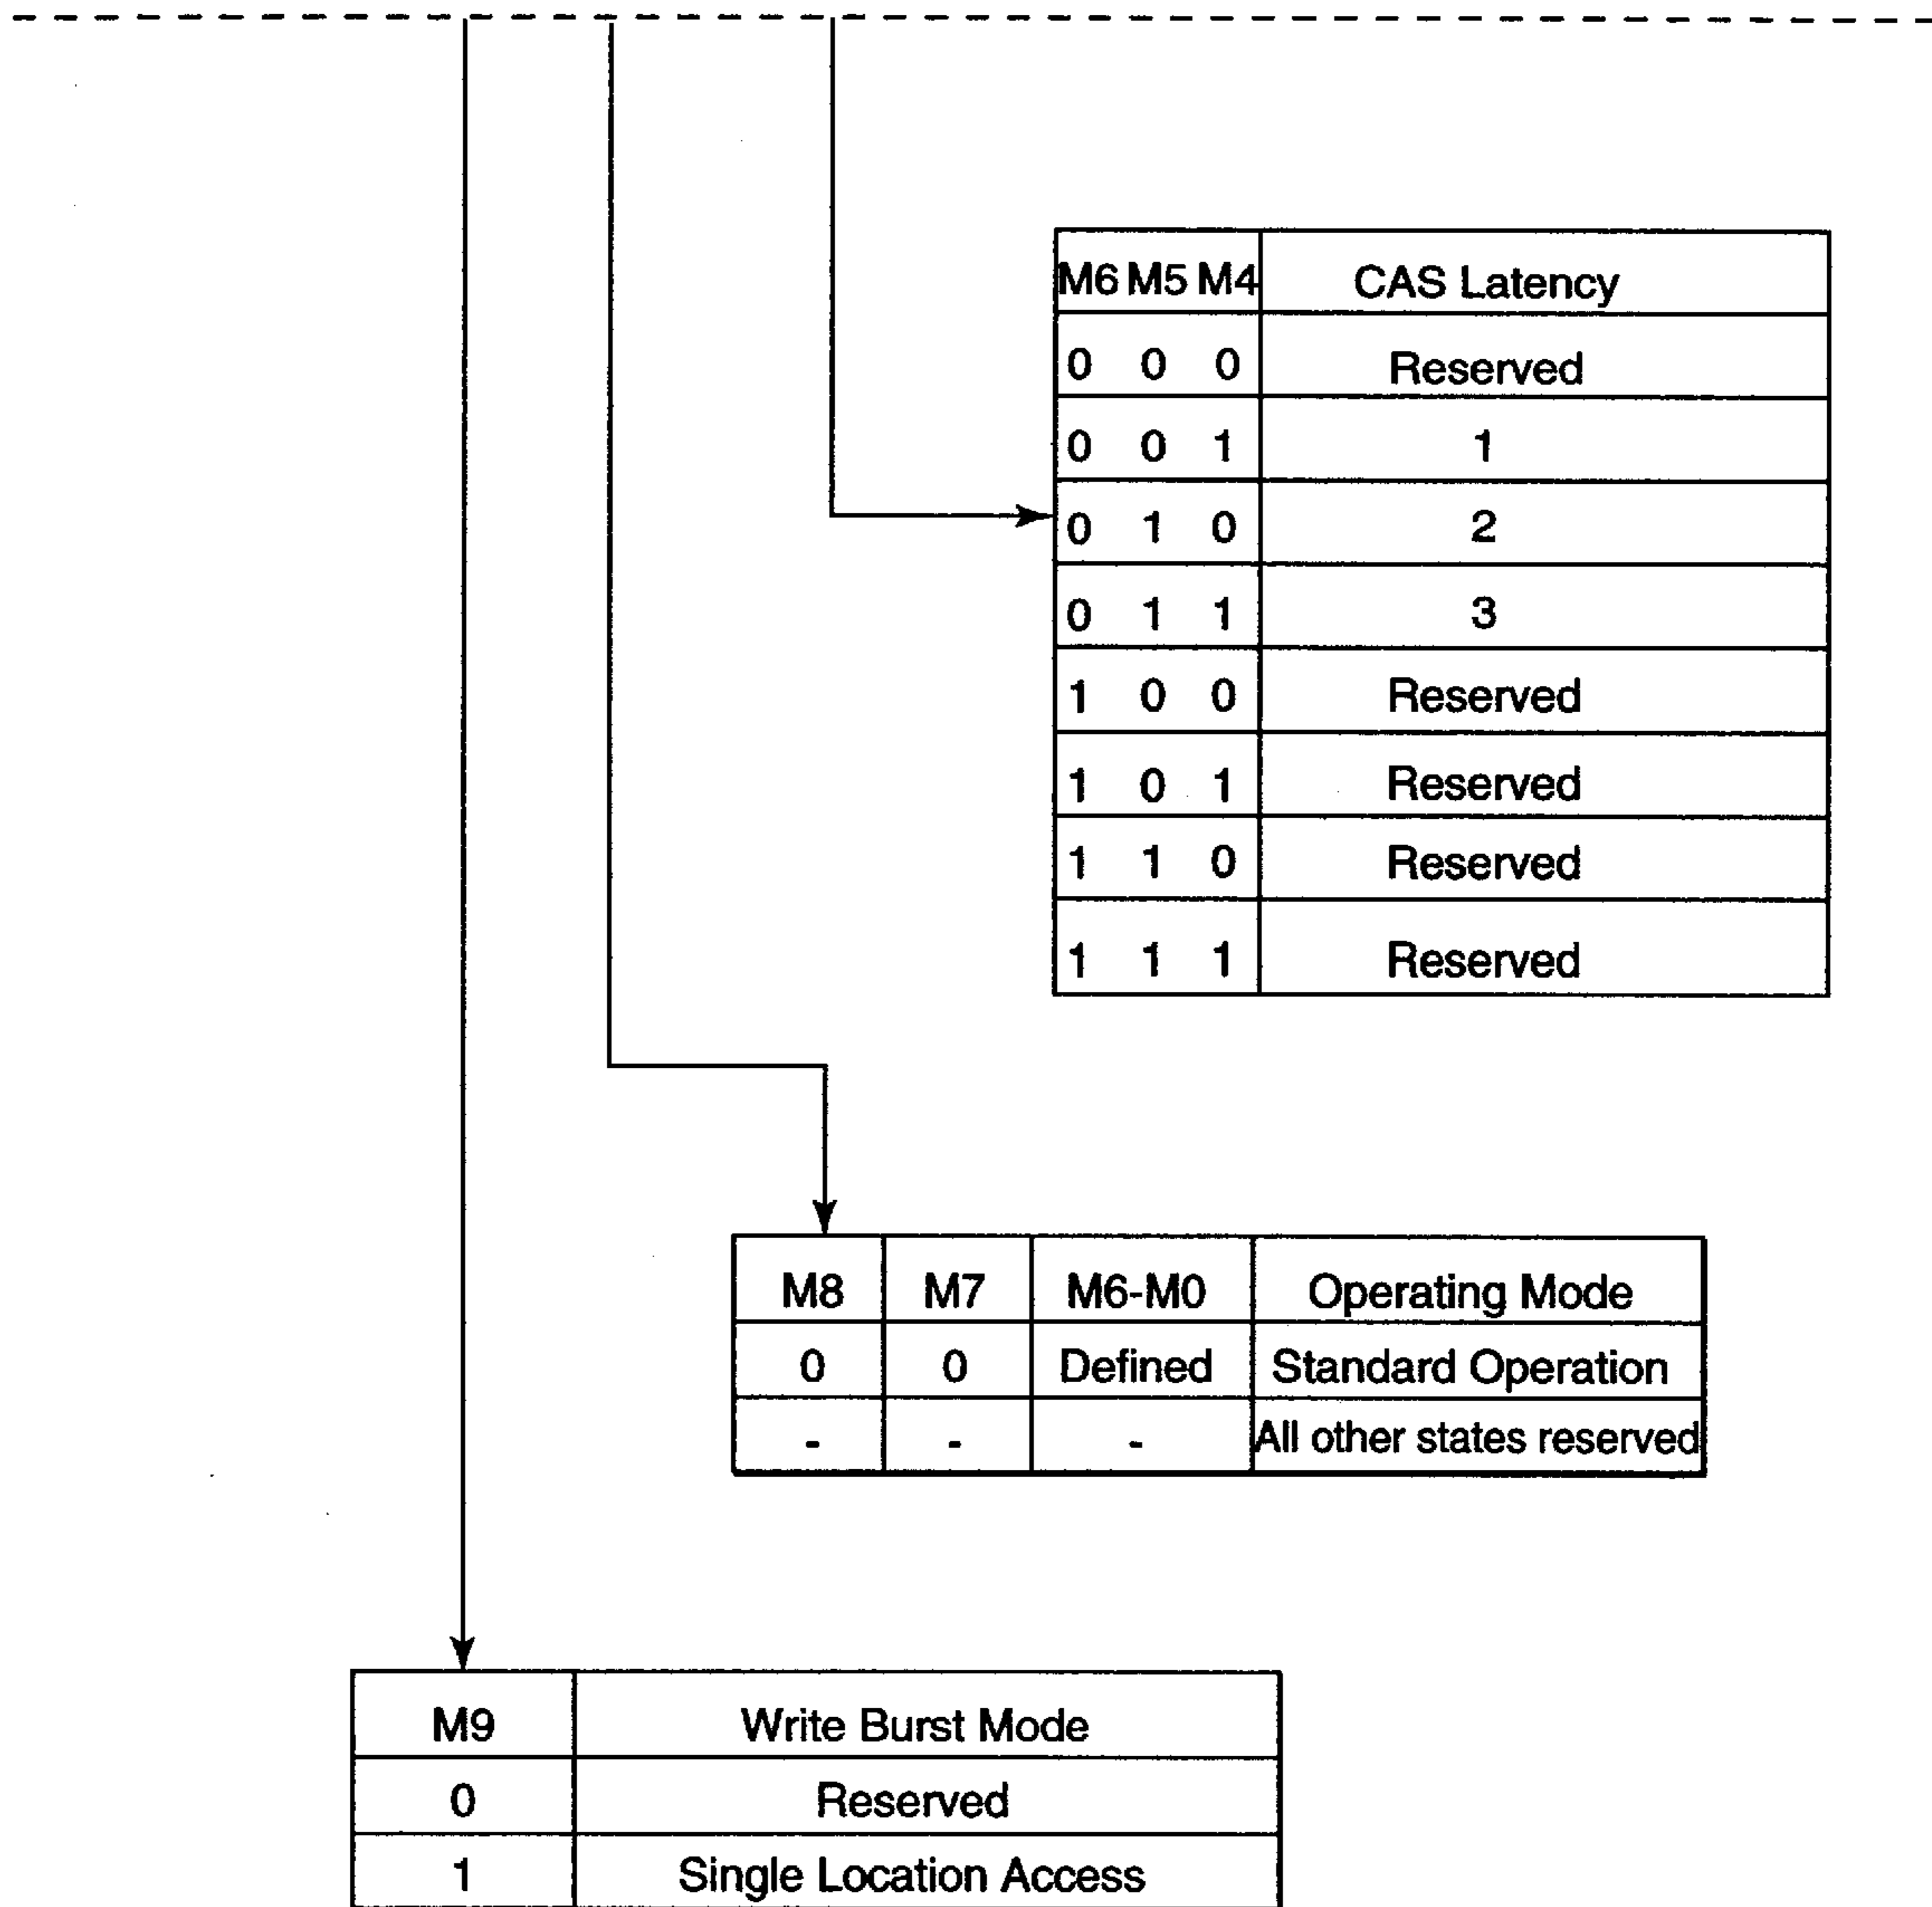 M6 M5 M4 CAS Latency
0 0 0 Reserved
0 0 1 1
0 1 0 2
0 1 1 3
1 0 0 Reserved
1 0 1 Reserved
1 1 0 Reserved
1 1 1 Reserved
M8 M7 M6-M0 Operating Mode
0 0 Defined Standard Operation
- - - All other states reserved
M9 Write Burst Mode
0 Reserved
1 Single Location Access